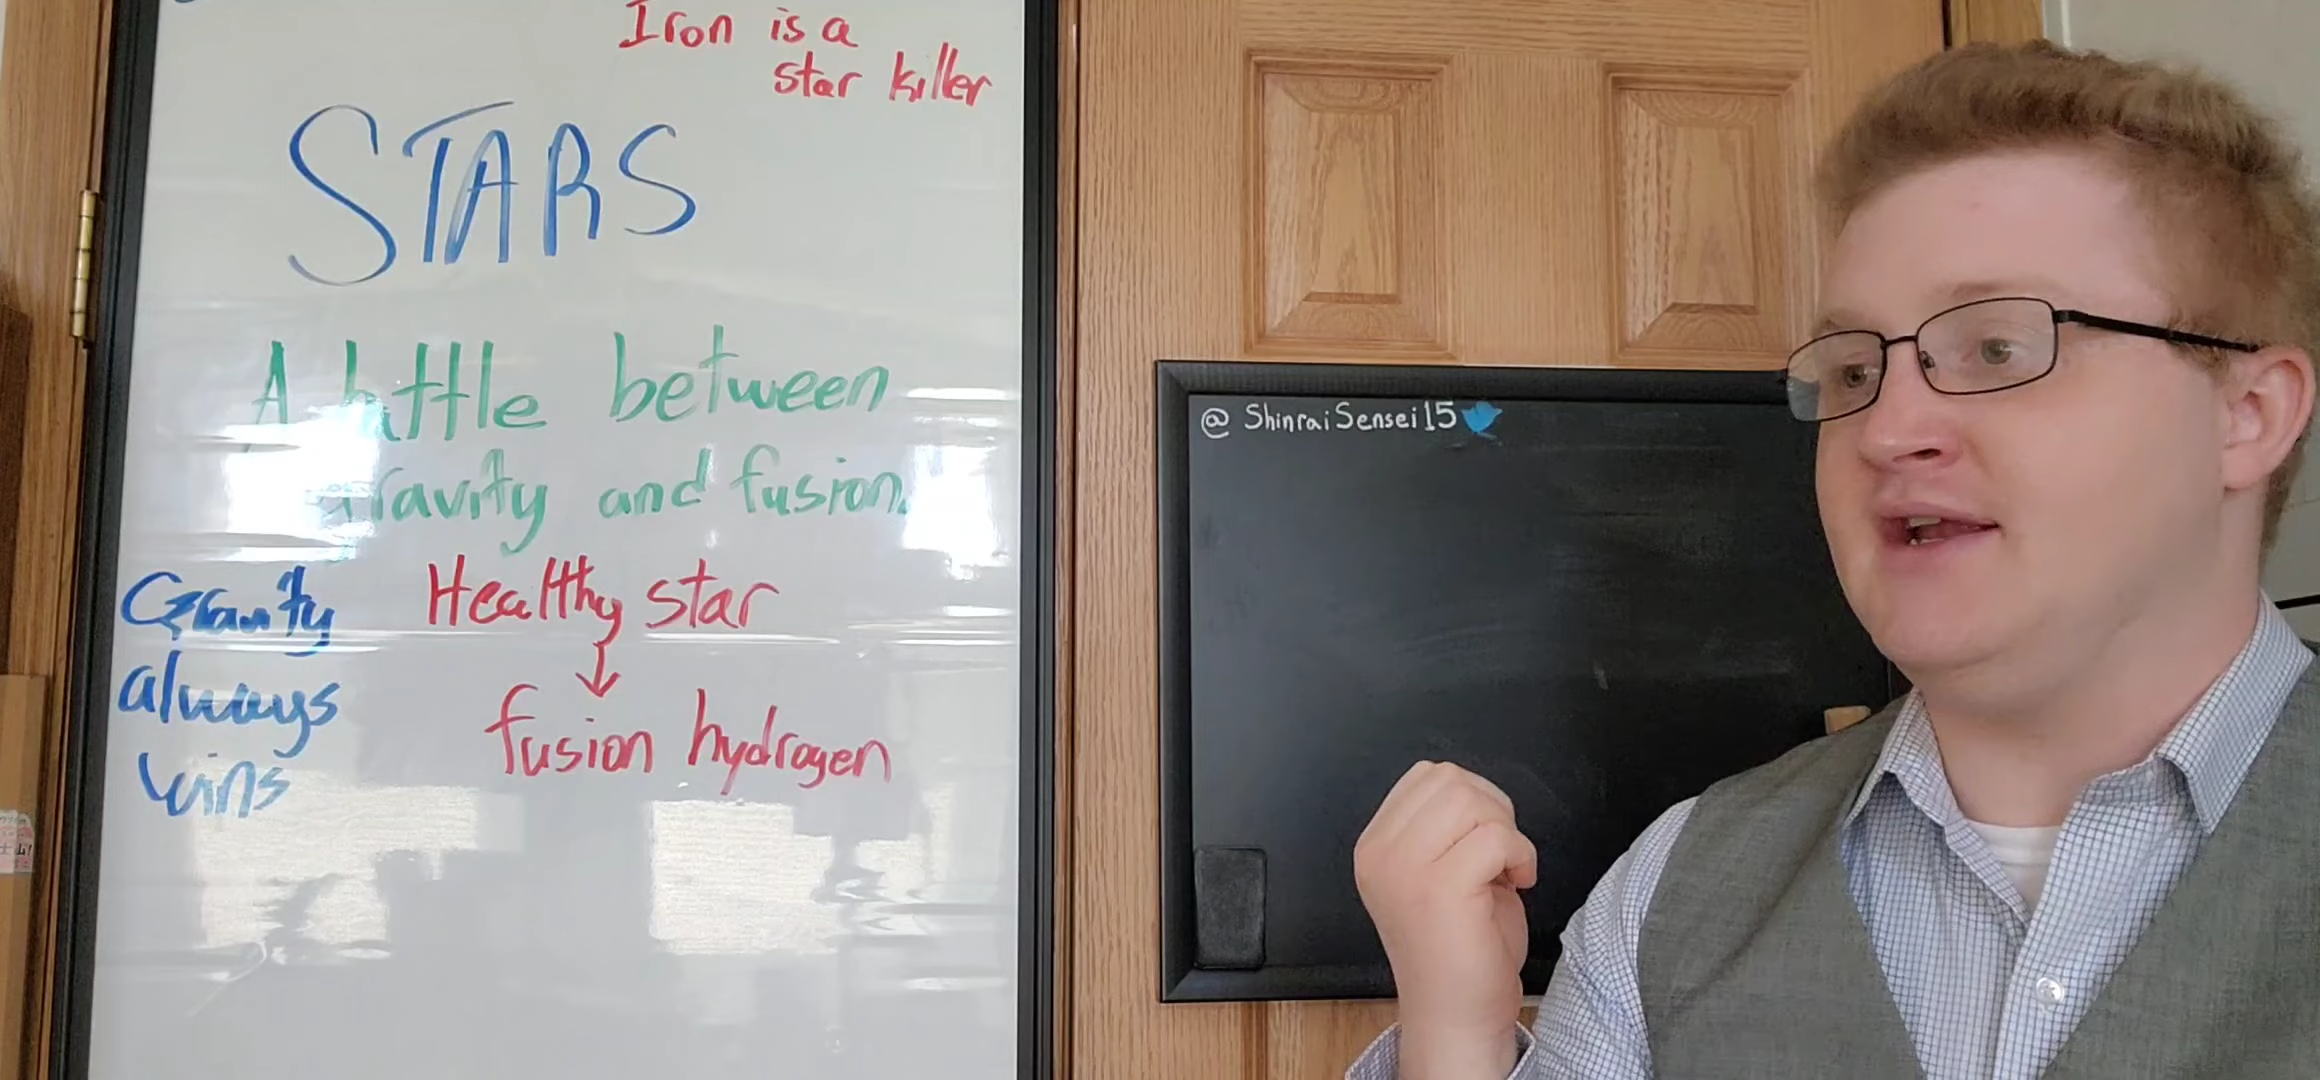 Iron is a
star killer
STARS
A battle between
gravity and fusion.
Gravity
always
wins
Healthy star
↓
fusion hydrogen
@ ShinraiSensei15